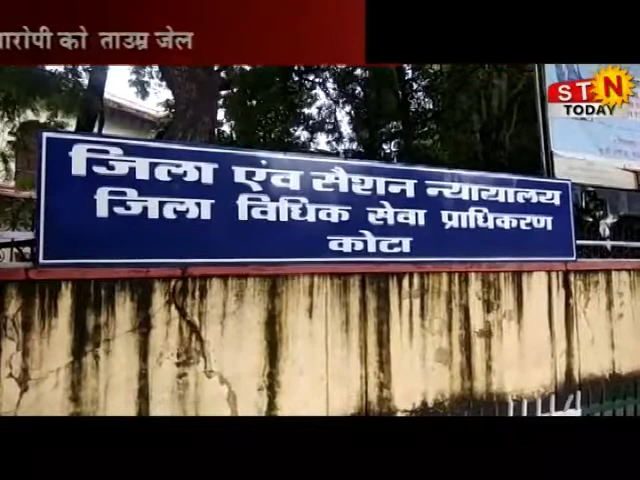 आरोपी को ताउम्र जेल
STN
TODAY
जिला एंव सैशन न्यायालय
जिला विधिक सेवा प्राधिकरण
कोटा